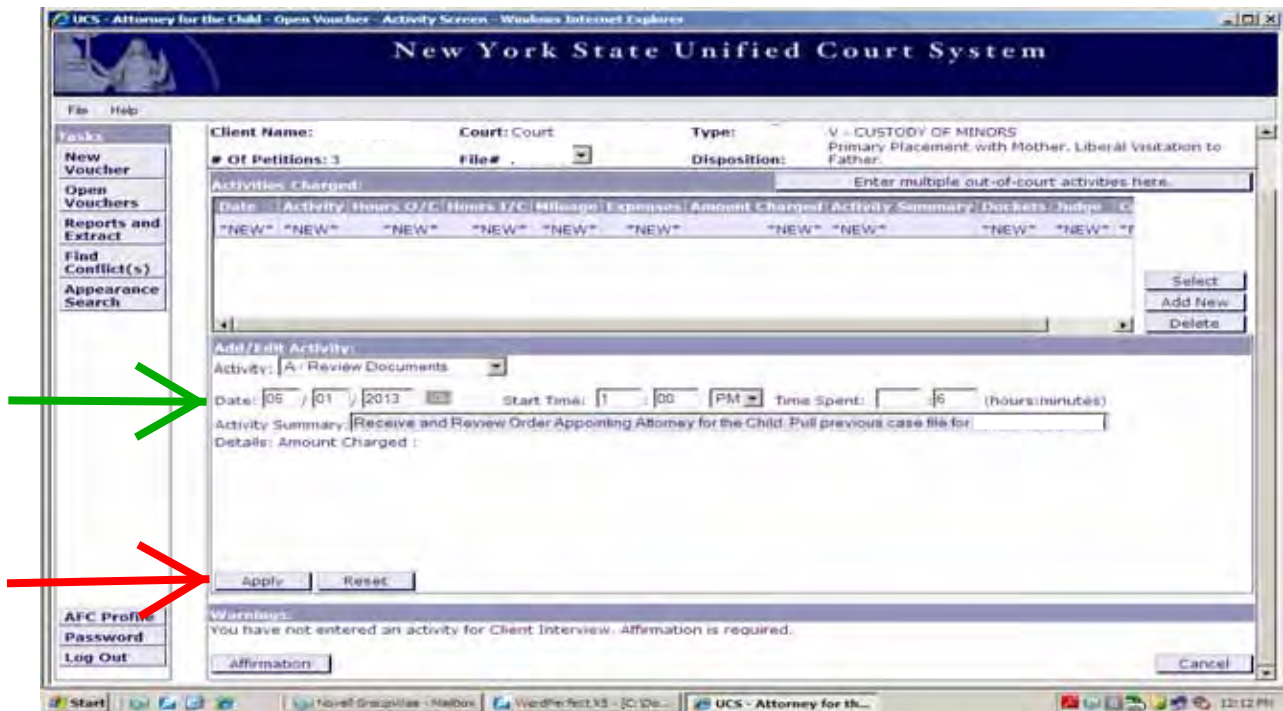 UCS - Attorney for the Child - Open Voucher - Activity Screen - Windows Internet Explorer
New York State Unified Court System
File Help
Tasks
New Voucher
Open Vouchers
Reports and Extract
Find Conflict(s)
Appearance Search
Client Name: Court: Court Type: V - CUSTODY OF MINORS
# Of Petitions: 3 File# . Disposition: Primary Placement with Mother. Liberal Visitation to Father.
Activities Charged: Enter multiple out-of-court activities here.
Date Activity Hours O/C Hours I/C Mileage Expenses Amount Charged Activity Summary Dockets Judge
*NEW* *NEW* *NEW* *NEW* *NEW* *NEW* *NEW* *NEW* *NEW* *NEW*
Select
Add New
Delete
Add/Edit Activity:
Activity: A - Review Documents
Date: 05 / 01 / 2013 Start Time: 1 : 00 PM Time Spent: : 6 (hours:minutes)
Activity Summary: Receive and Review Order Appointing Attorney for the Child. Pull previous case file for
Details: Amount Charged :
Apply Reset
AFC Profile
Password
Log Out
Warnings:
You have not entered an activity for Client Interview. Affirmation is required.
Affirmation Cancel
Start Novell GroupWise - Mailbox WordPerfect X3 - UCS - Attorney for th... 12:12 PM